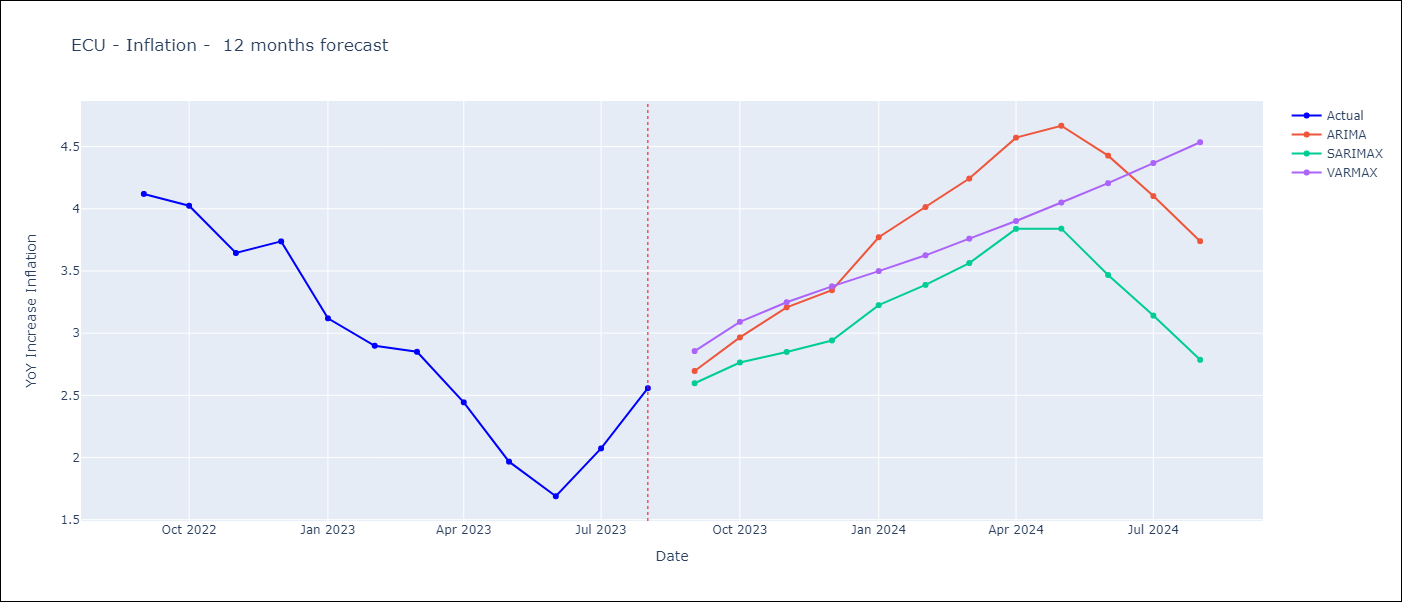 ECU - Inflation -  12 months forecast
Actual
ARIMA
SARIMAX
VARMAX
YoY Increase Inflation
4.5
4
3.5
3
2.5
2
1.5
Oct 2022 Jan 2023 Apr 2023 Jul 2023 Oct 2023 Jan 2024 Apr 2024 Jul 2024
Date